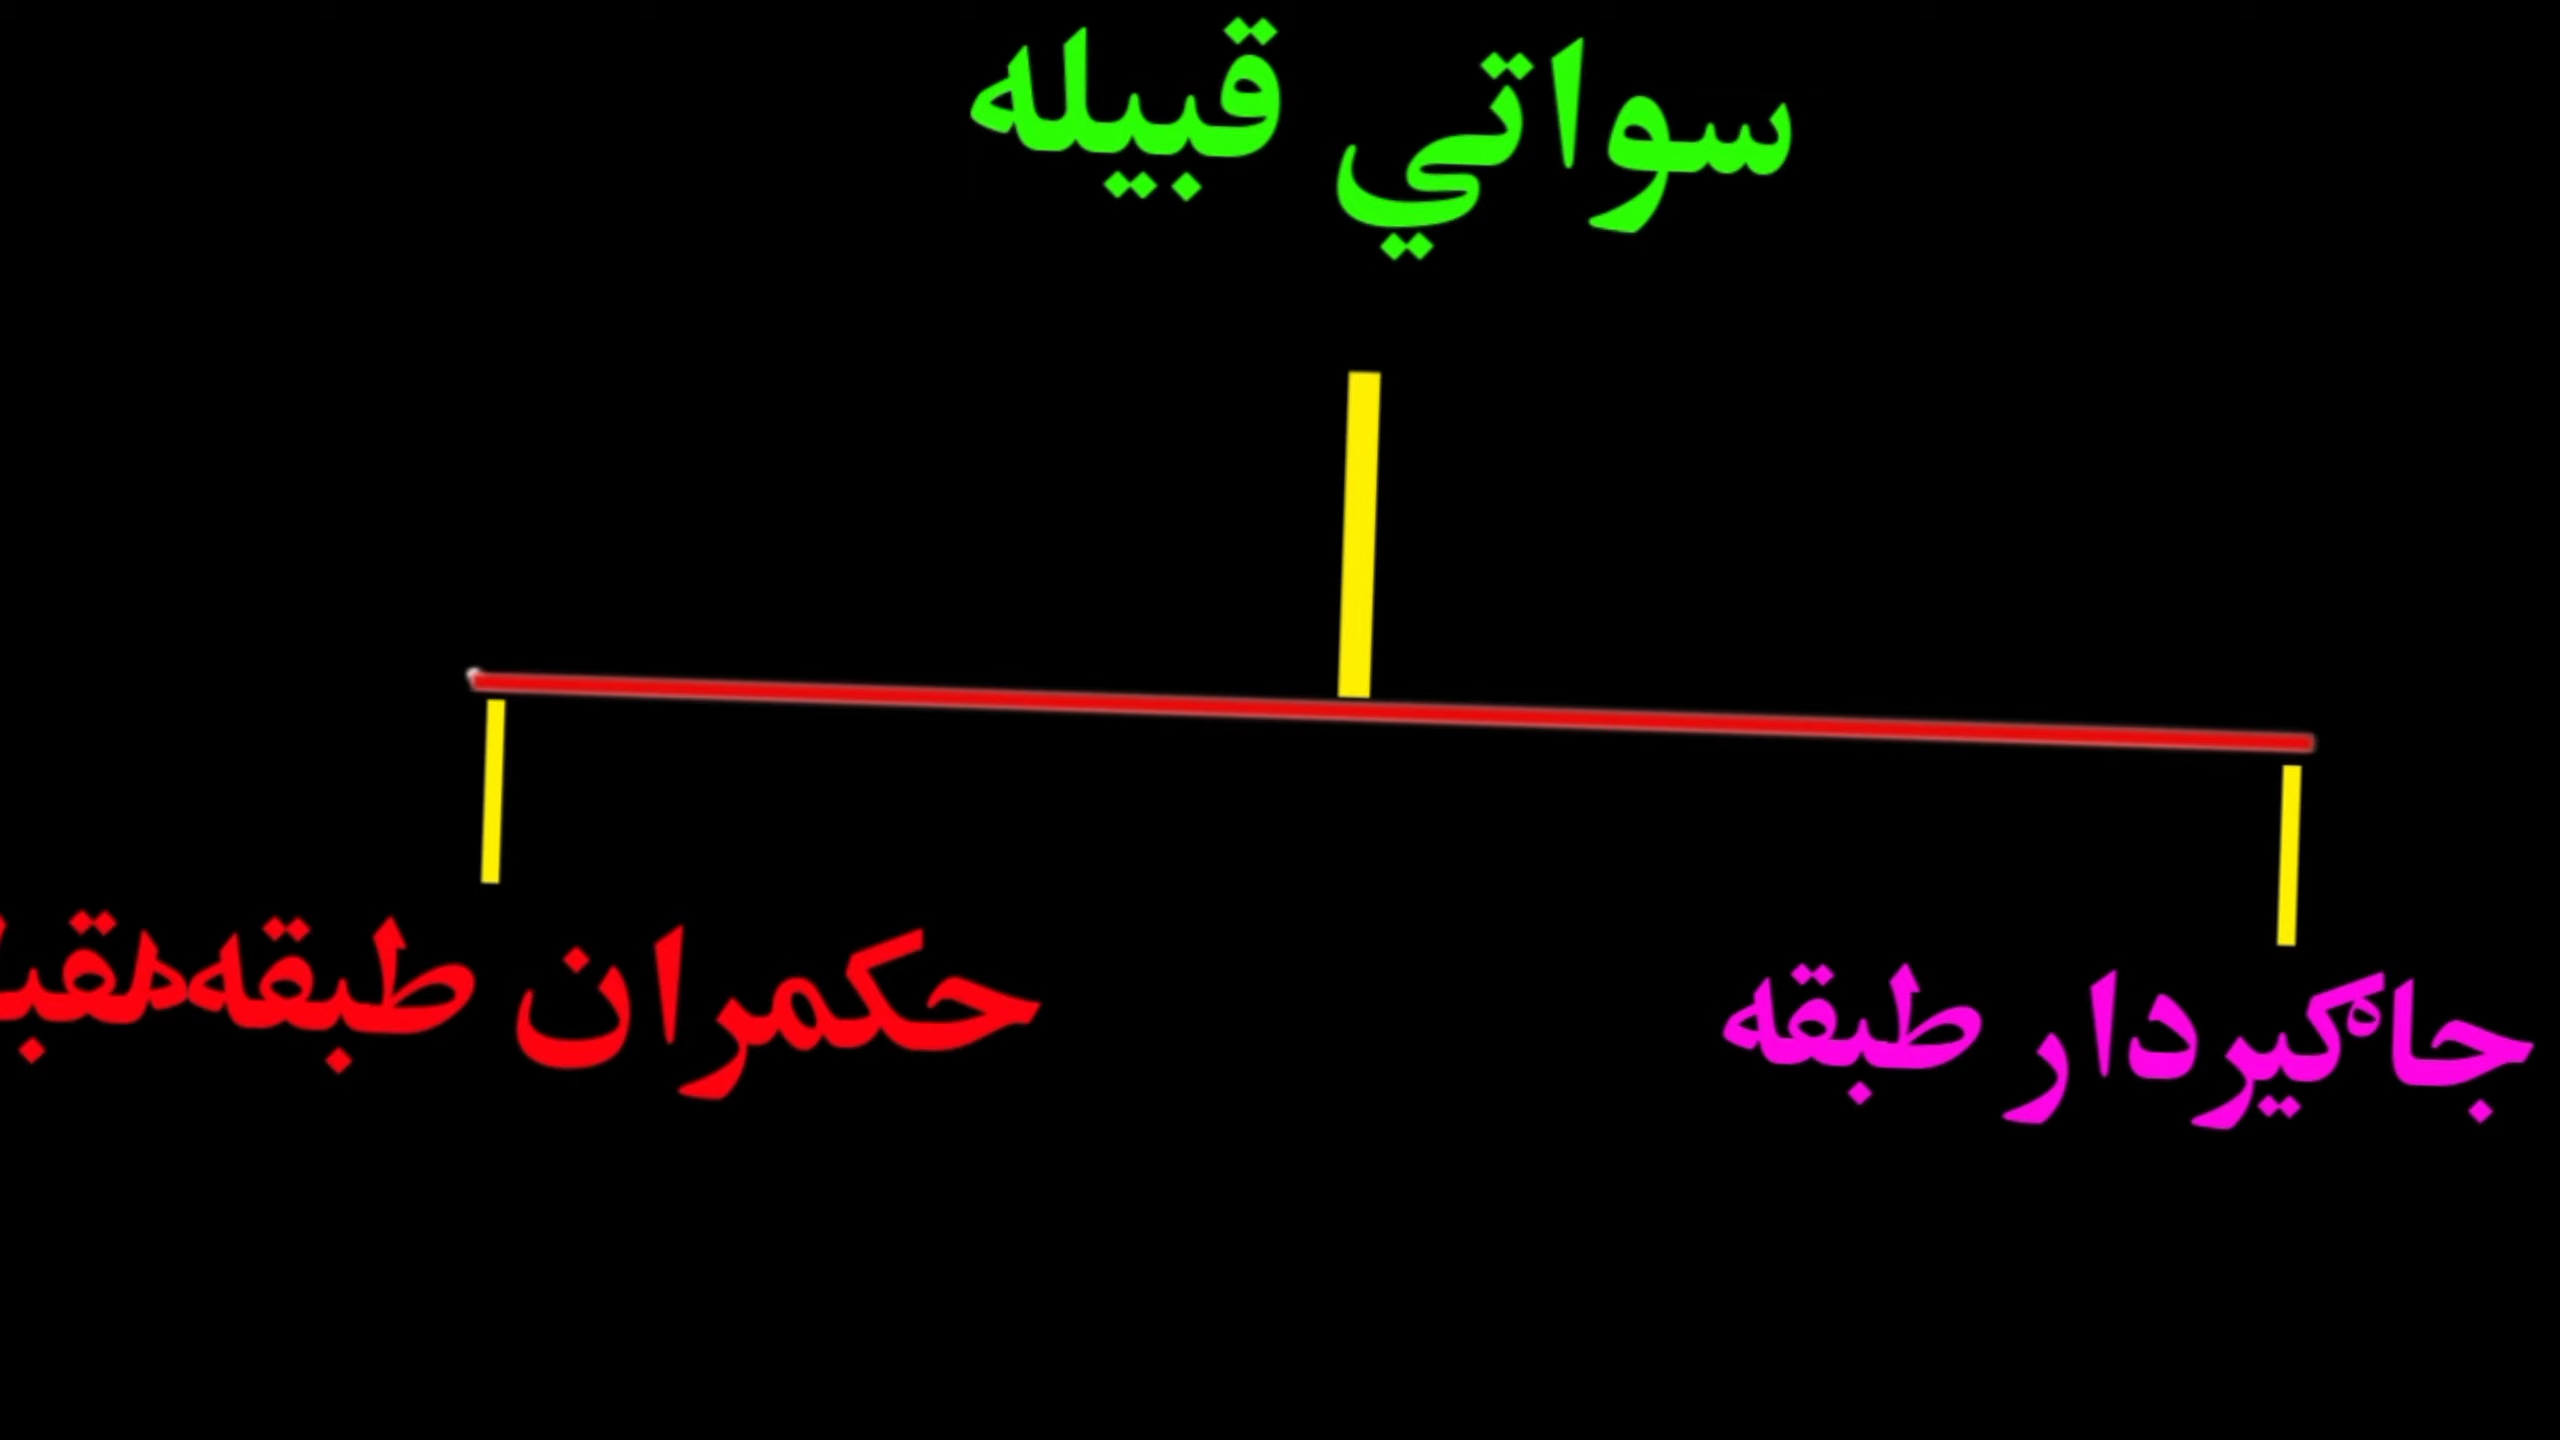 سواتي قبيله
جاګيردار طبقه
حکمران طبقه